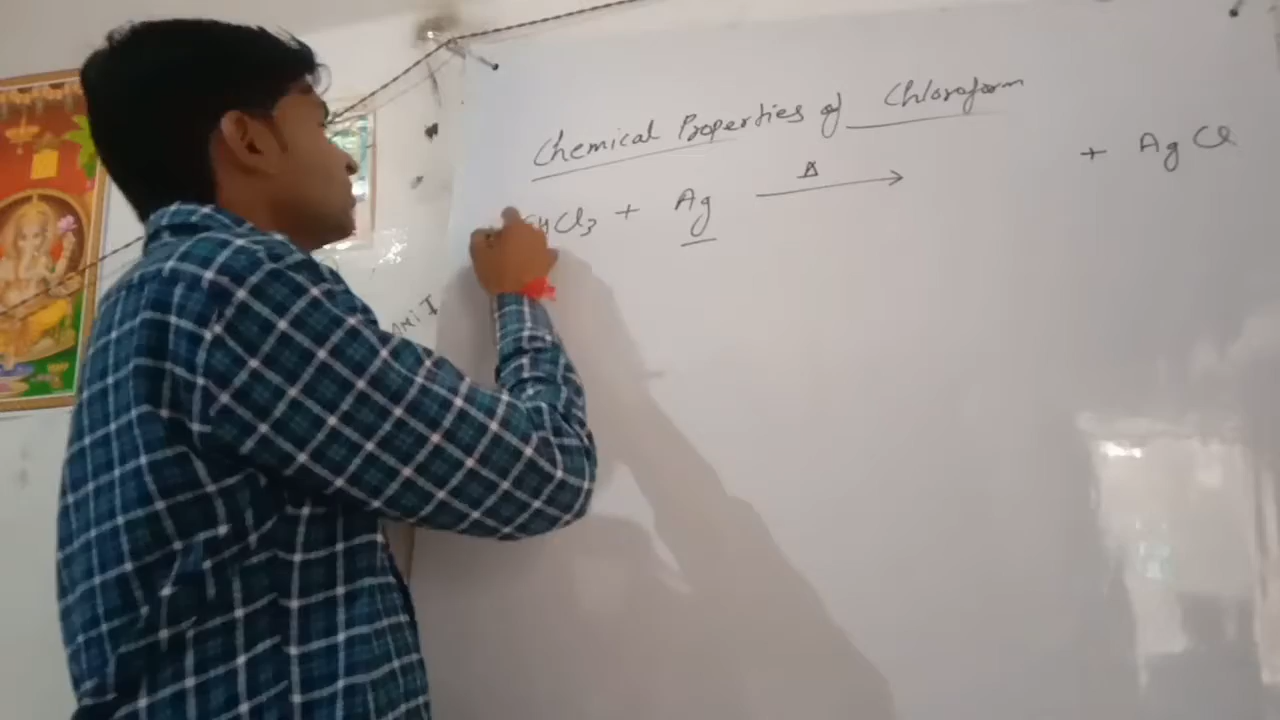 Chemical Properties of Chloroform
CHCl3 + Ag Δ → + AgCl